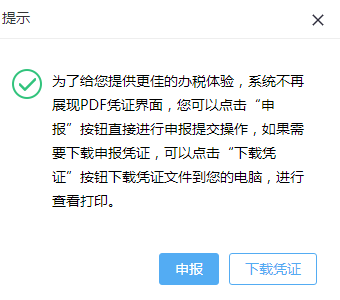 提示
为了给您提供更佳的办税体验，系统不再
展现PDF凭证界面，您可以点击“申
报”按钮直接进行申报提交操作，如果需
要下载申报凭证，可以点击“下载凭
证”按钮下载凭证文件到您的电脑，进行
查看打印。
申报
下载凭证